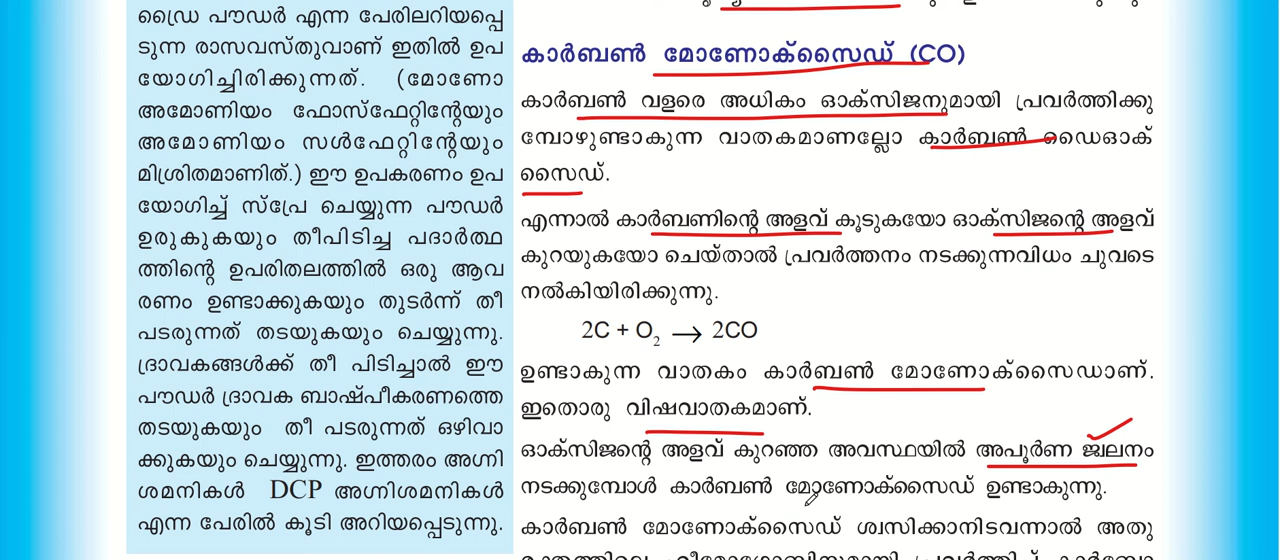 ഡ്രൈ പൗഡർ എന്ന പേരിലറിയപ്പെ
ടുന്ന രാസവസ്തുവാണ് ഇതിൽ ഉപ
യോഗിച്ചിരിക്കുന്നത്. (മോണോ
അമോണിയം ഫോസ്ഫേറ്റിന്റേയും
അമോണിയം സൾഫേറ്റിന്റേയും
മിശ്രിതമാണിത്.) ഈ ഉപകരണം ഉപ
യോഗിച്ച് സ്പ്രേ ചെയ്യുന്ന പൗഡർ
ഉരുകുകയും തീപിടിച്ച പദാർത്ഥ
ത്തിന്റെ ഉപരിതലത്തിൽ ഒരു ആവ
രണം ഉണ്ടാക്കുകയും തുടർന്ന് തീ
പടരുന്നത് തടയുകയും ചെയ്യുന്നു.
ദ്രാവകങ്ങൾക്ക് തീ പിടിച്ചാൽ ഈ
പൗഡർ ദ്രാവക ബാഷ്പീകരണത്തെ
തടയുകയും തീ പടരുന്നത് ഒഴിവാ
ക്കുകയും ചെയ്യുന്നു. ഇത്തരം അഗ്നി
ശമനികൾ DCP അഗ്നിശമനികൾ
എന്ന പേരിൽ കൂടി അറിയപ്പെടുന്നു.
കാർബൺ മോണോക്സൈഡ് (CO)
കാർബൺ വളരെ അധികം ഓക്സിജനുമായി പ്രവർത്തിക്കു
മ്പോഴുണ്ടാകുന്ന വാതകമാണല്ലോ കാർബൺ ഡൈഓക്
സൈഡ്.
എന്നാൽ കാർബണിന്റെ അളവ് കൂടുകയോ ഓക്സിജന്റെ അളവ്
കുറയുകയോ ചെയ്താൽ പ്രവർത്തനം നടക്കുന്നവിധം ചുവടെ
നൽകിയിരിക്കുന്നു.
2C + O₂ → 2CO
ഉണ്ടാകുന്ന വാതകം കാർബൺ മോണോക്സൈഡാണ്.
ഇതൊരു വിഷവാതകമാണ്.
ഓക്സിജന്റെ അളവ് കുറഞ്ഞ അവസ്ഥയിൽ അപൂർണ ജ്വലനം
നടക്കുമ്പോൾ കാർബൺ മോണോക്സൈഡ് ഉണ്ടാകുന്നു.
കാർബൺ മോണോക്സൈഡ് ശ്വസിക്കാനിടവന്നാൽ അതു